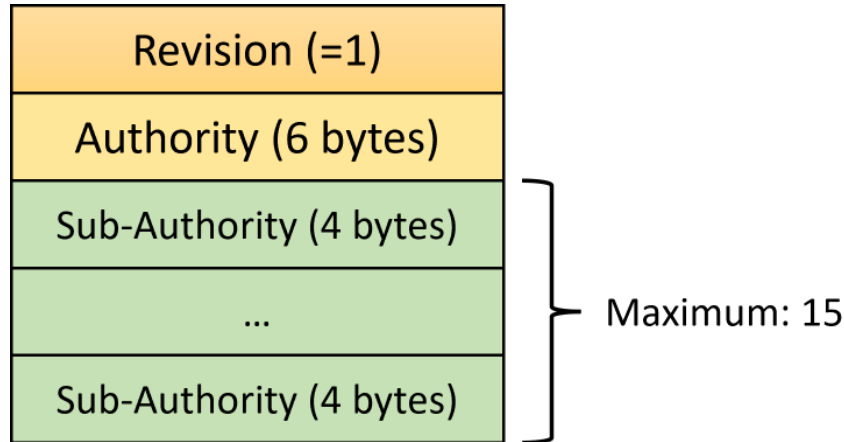 Revision (=1)
Authority (6 bytes)
Sub-Authority (4 bytes)
...
Maximum: 15
Sub-Authority (4 bytes)